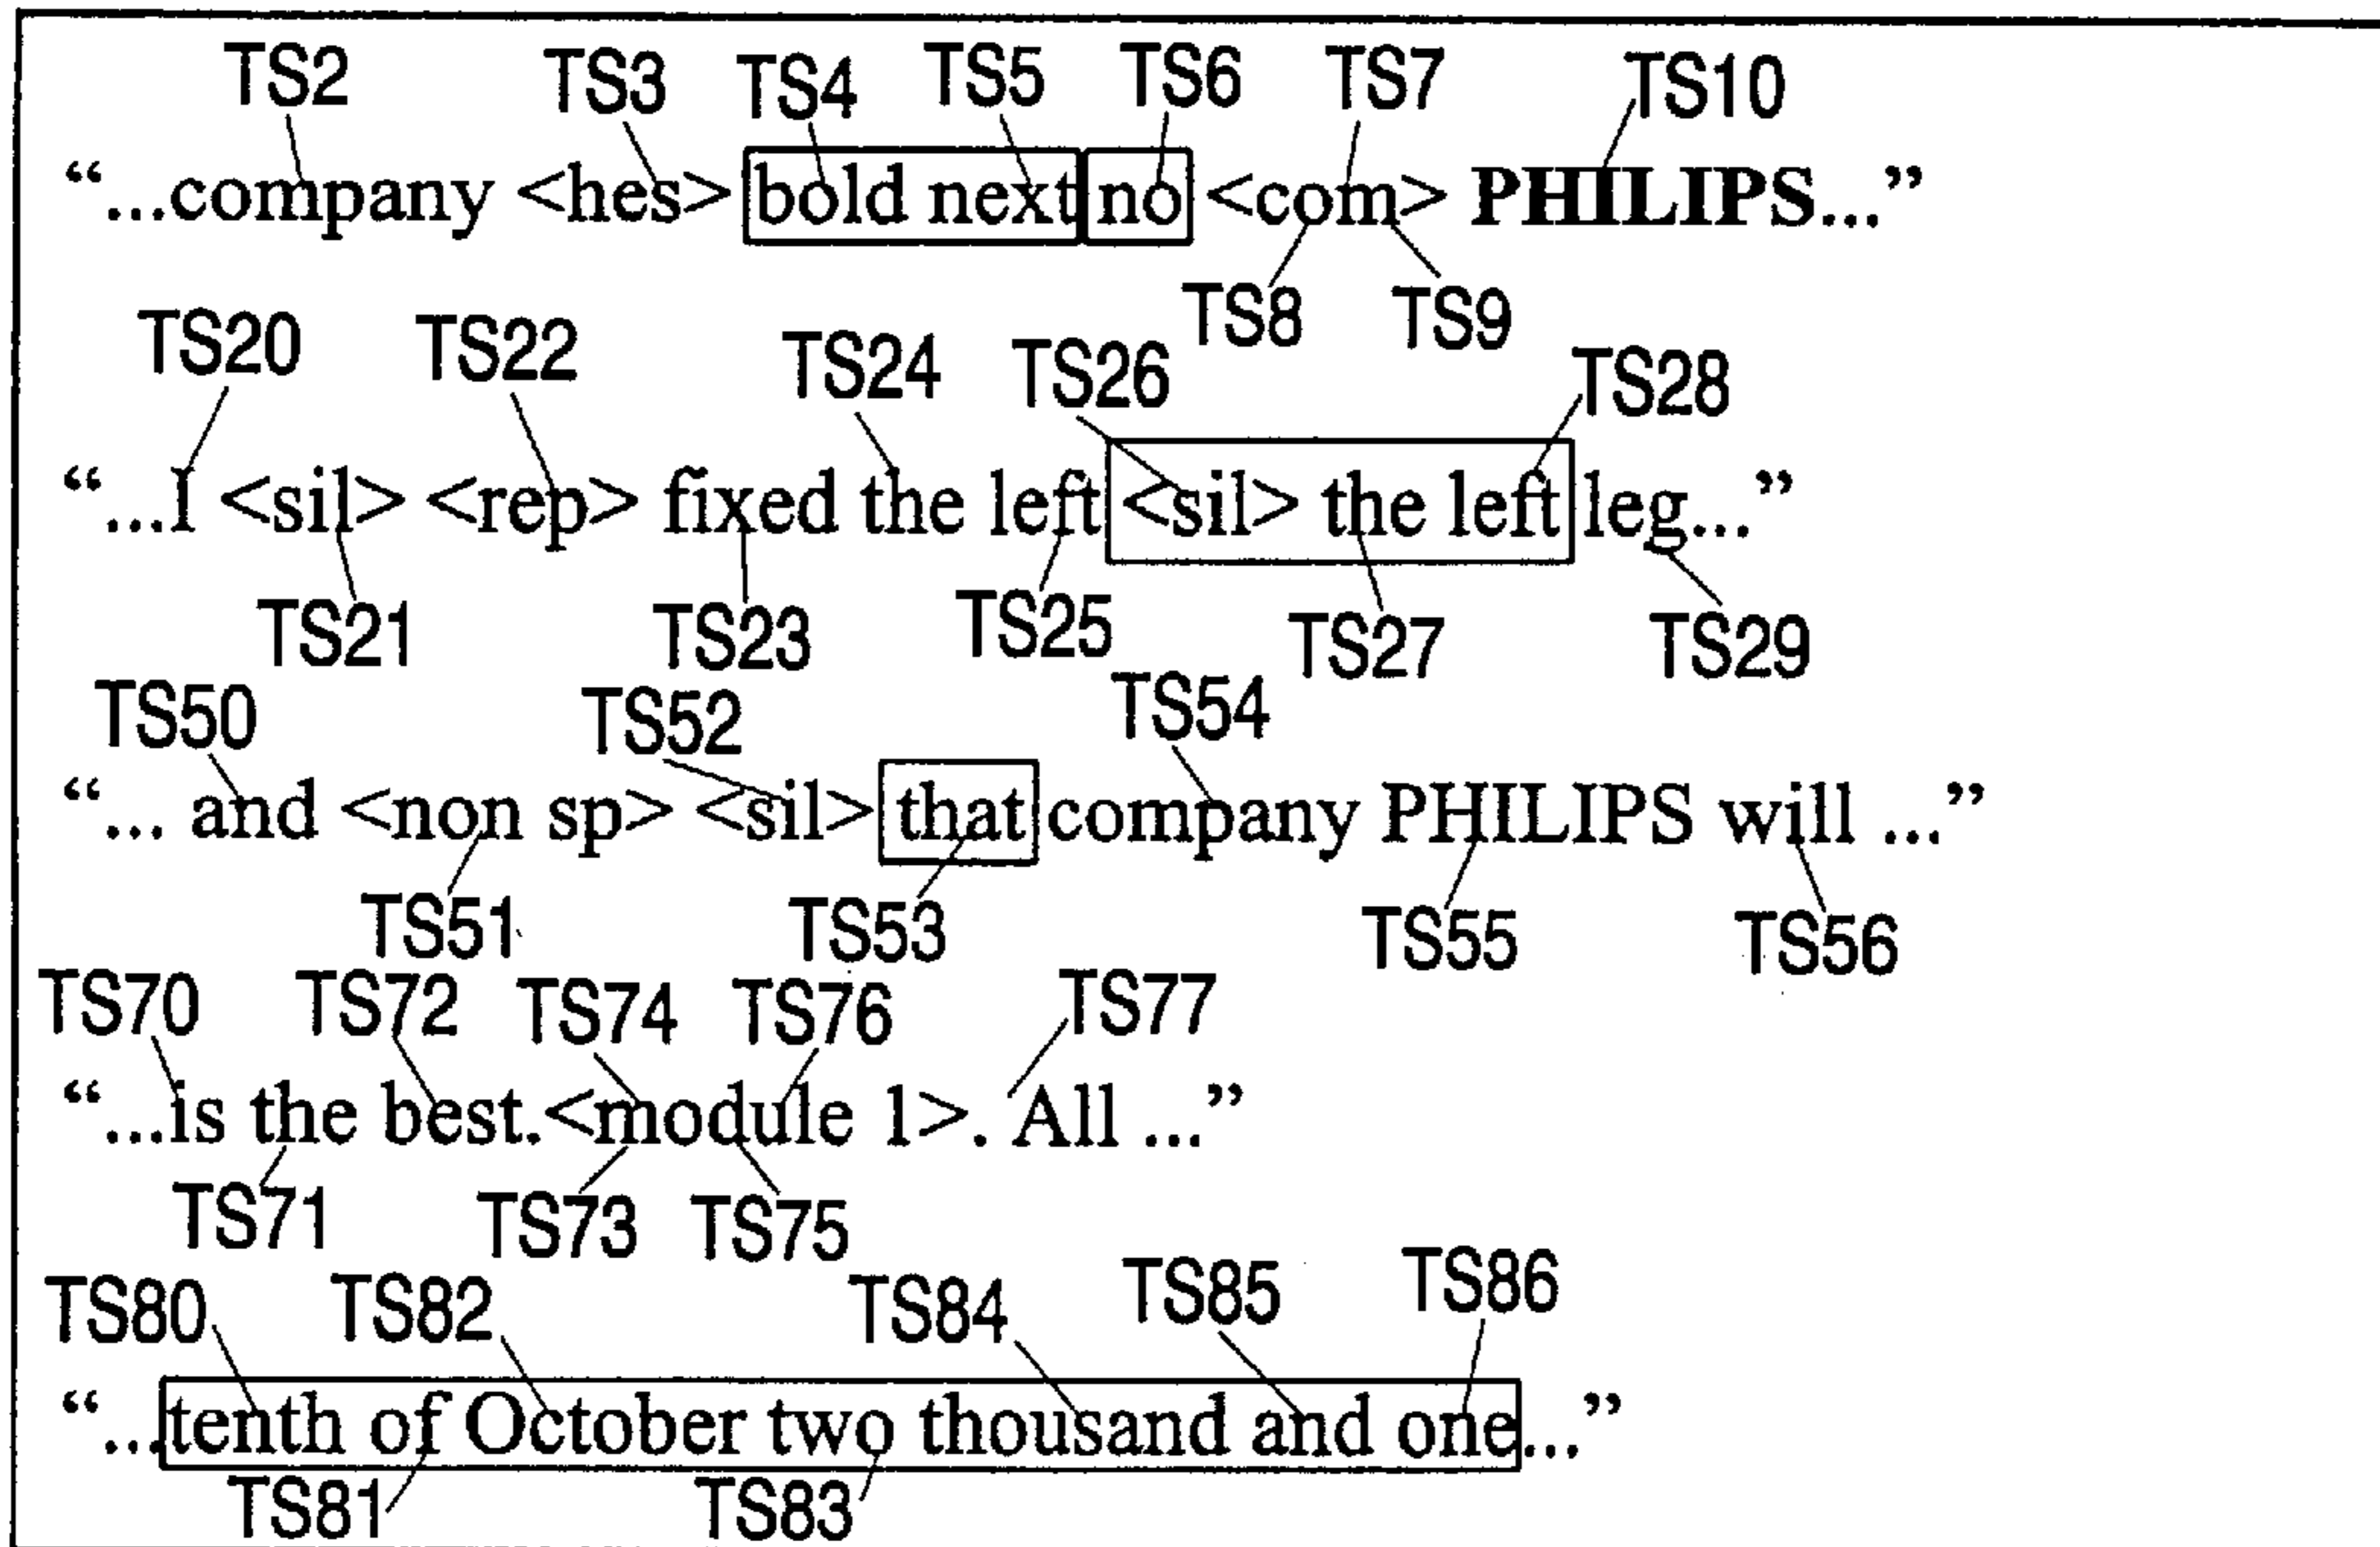 TS2 TS3 TS4 TS5 TS6 TS7 TS10
“...company <hes> bold next no <com> PHILIPS...”
TS8 TS9
TS20 TS22 TS24 TS26 TS28
“...I <sil> <rep> fixed the left <sil> the left leg...”
TS21 TS23 TS25 TS27 TS29
TS50 TS52 TS54
“... and <non sp> <sil> that company PHILIPS will ...”
TS51 TS53 TS55 TS56
TS70 TS72 TS74 TS76 TS77
“...is the best.<module 1>. All ...”
TS71 TS73 TS75
TS80 TS82 TS84 TS85 TS86
“...tenth of October two thousand and one...”
TS81 TS83